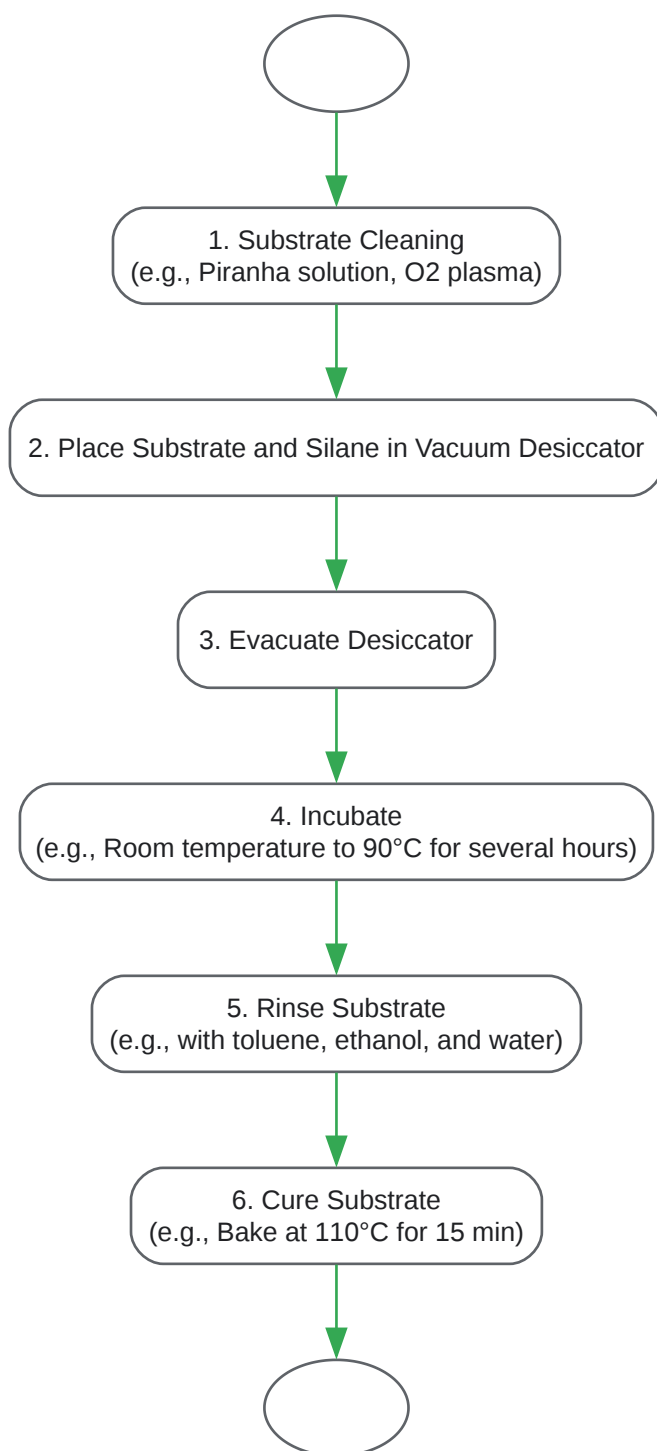 1. Substrate Cleaning
(e.g., Piranha solution, O2 plasma)
2. Place Substrate and Silane in Vacuum Desiccator
3. Evacuate Desiccator
4. Incubate
(e.g., Room temperature to 90°C for several hours)
5. Rinse Substrate
(e.g., with toluene, ethanol, and water)
6. Cure Substrate
(e.g., Bake at 110°C for 15 min)